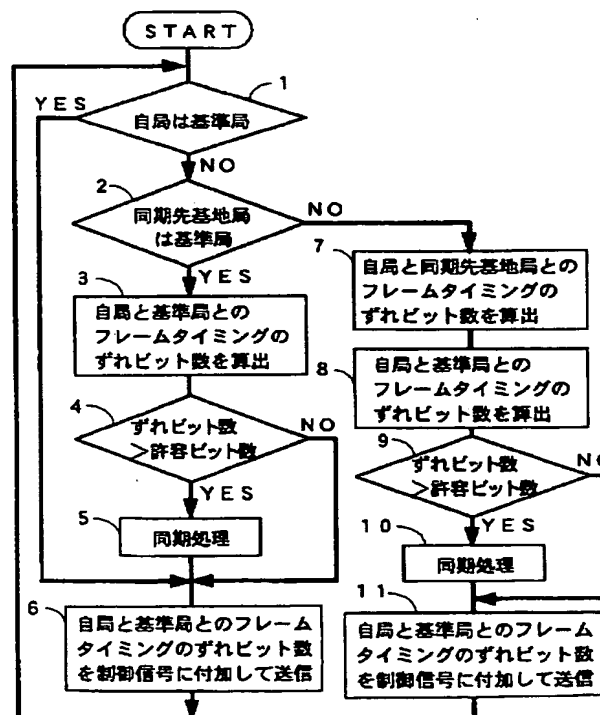 START
1
YES
自局は基準局
NO
2
同期先基地局
は基準局
NO
YES
3
自局と基準局との
フレームタイミングの
ずれビット数を算出
4
ずれビット数
>許容ビット数
NO
YES
5
同期処理
6
自局と基準局とのフレーム
タイミングのずれビット数
を制御信号に付加して送信
7
自局と同期先基地局との
フレームタイミングの
ずれビット数を算出
8
自局と基準局との
フレームタイミングの
ずれビット数を算出
9
ずれビット数
>許容ビット数
NO
YES
10
同期処理
11
自局と基準局とのフレーム
タイミングのずれビット数
を制御信号に付加して送信